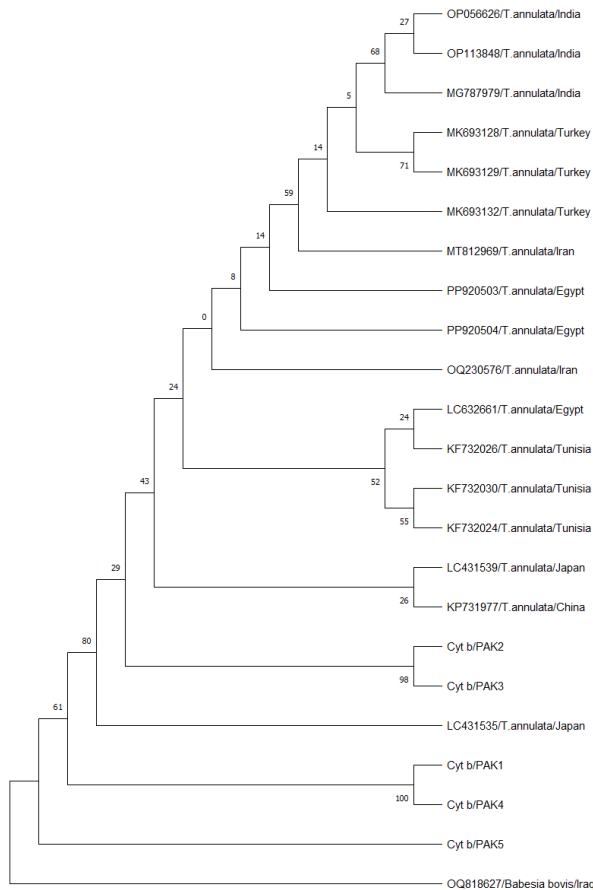 OP056626/T.annulata/India
27
OP113848/T.annulata/India
68
MG787979/T.annulata/India
5
MK693128/T.annulata/Turkey
71
MK693129/T.annulata/Turkey
14
MK693132/T.annulata/Turkey
59
MT812969/T.annulata/Iran
14
PP920503/T.annulata/Egypt
8
PP920504/T.annulata/Egypt
0
OQ230576/T.annulata/Iran
24
LC632661/T.annulata/Egypt
24
KF732026/T.annulata/Tunisia
52
KF732030/T.annulata/Tunisia
55
KF732024/T.annulata/Tunisia
43
LC431539/T.annulata/Japan
26
KP731977/T.annulata/China
29
Cyt b/PAK2
98
Cyt b/PAK3
80
LC431535/T.annulata/Japan
61
Cyt b/PAK1
100
Cyt b/PAK4
Cyt b/PAK5
OQ818627/Babesia bovis/Iraq